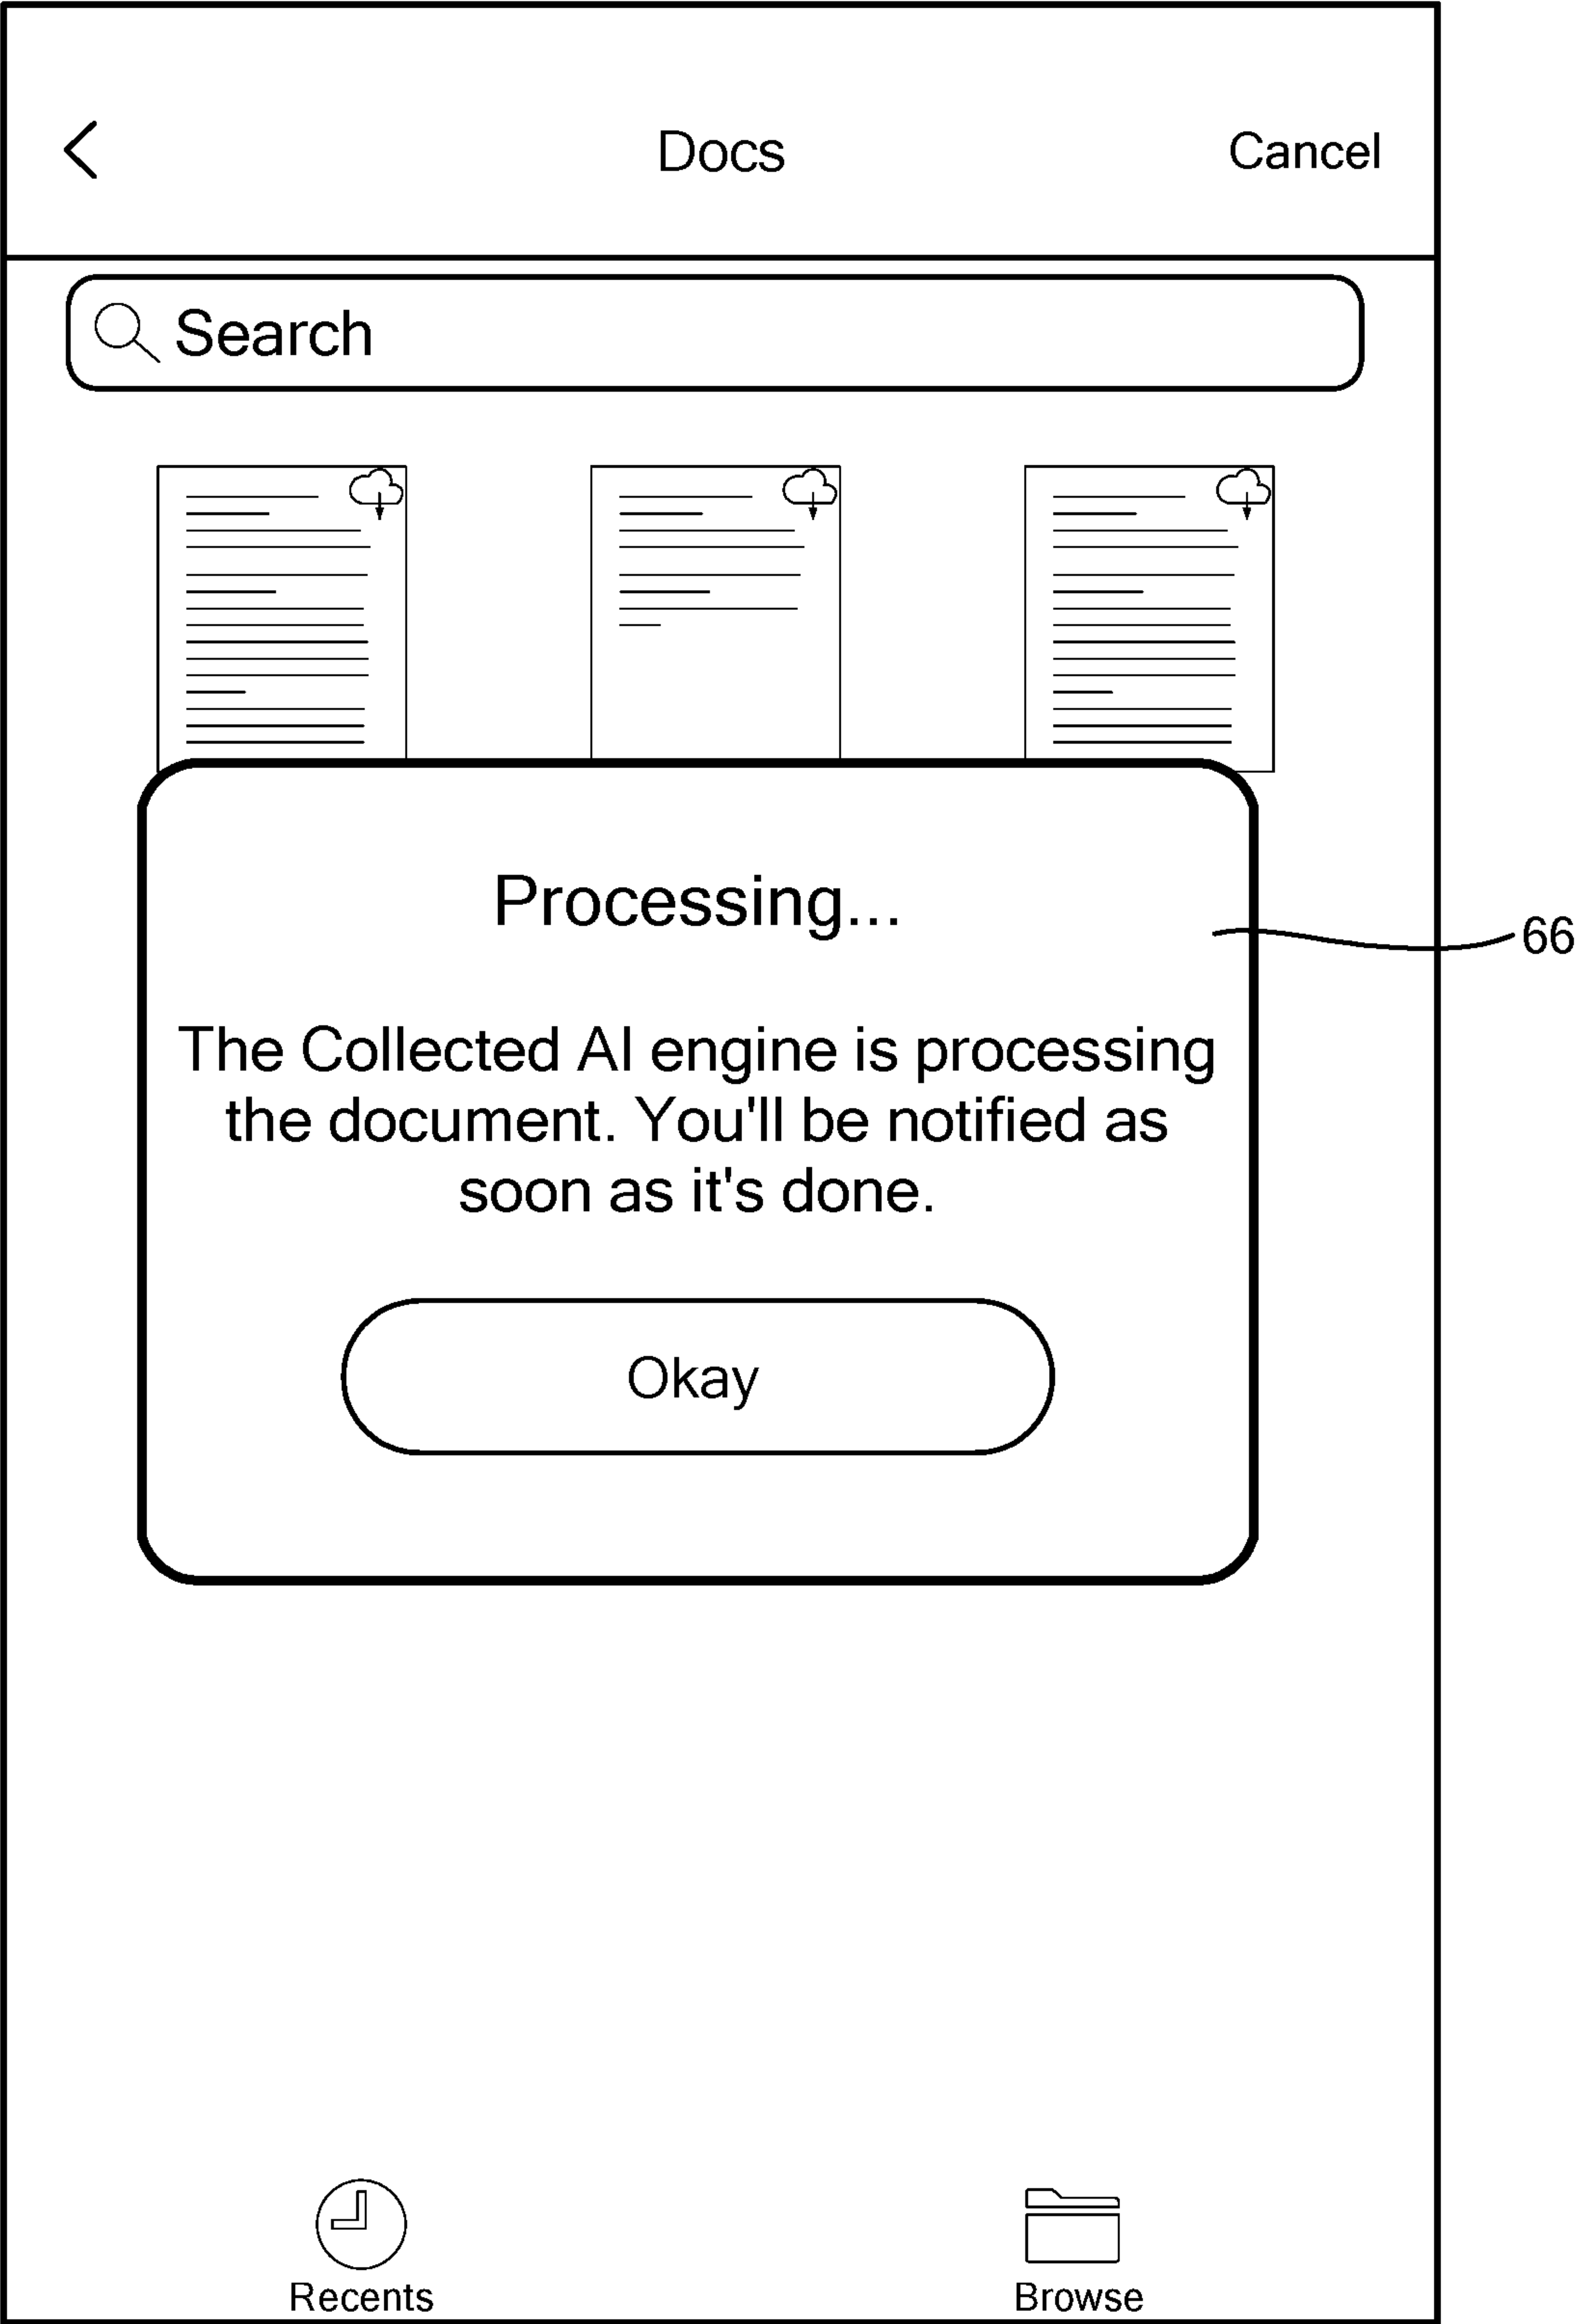 Docs
Cancel
Search
Processing...
66
The Collected AI engine is processing
the document. You'll be notified as
soon as it's done.
Okay
Recents
Browse